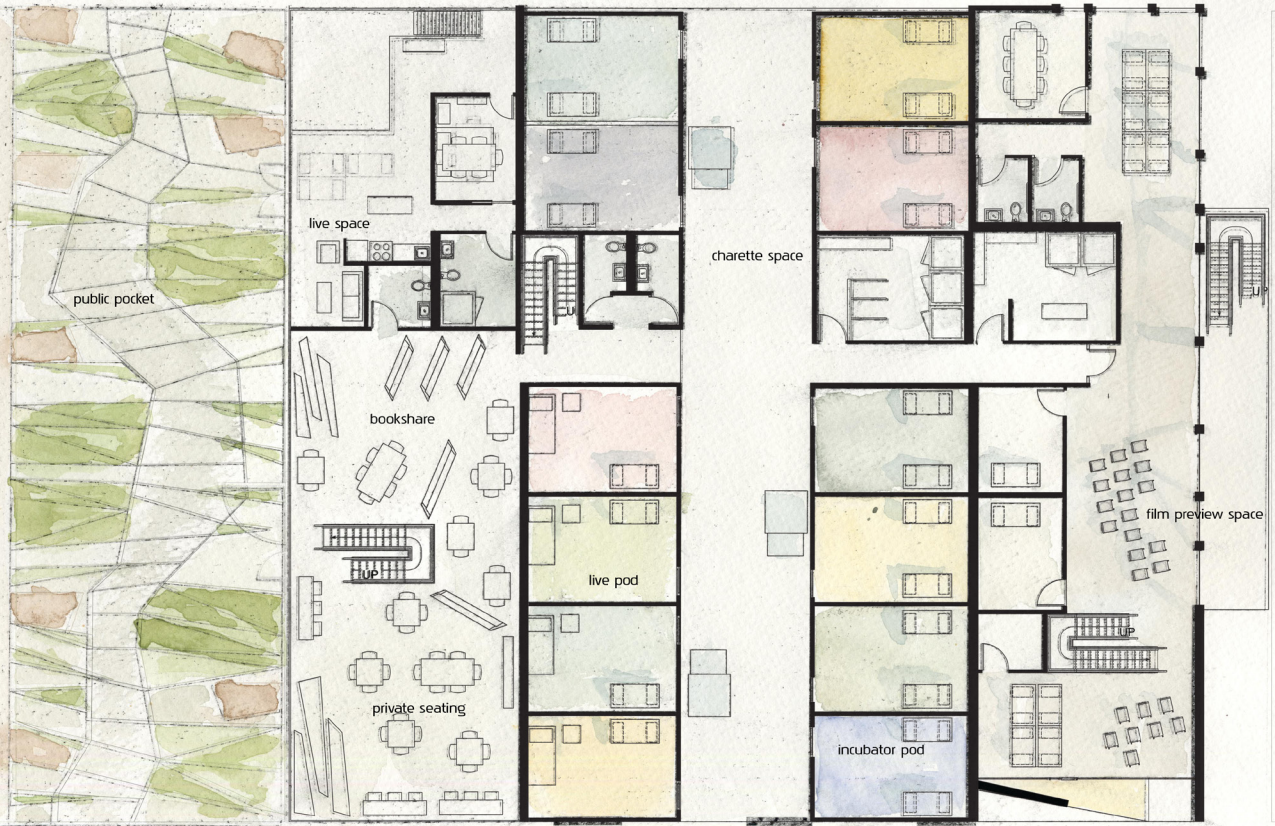 live space
charette space
public pocket
UP
UP
bookshare
film preview space
UP
live pod
UP
private seating
incubator pod